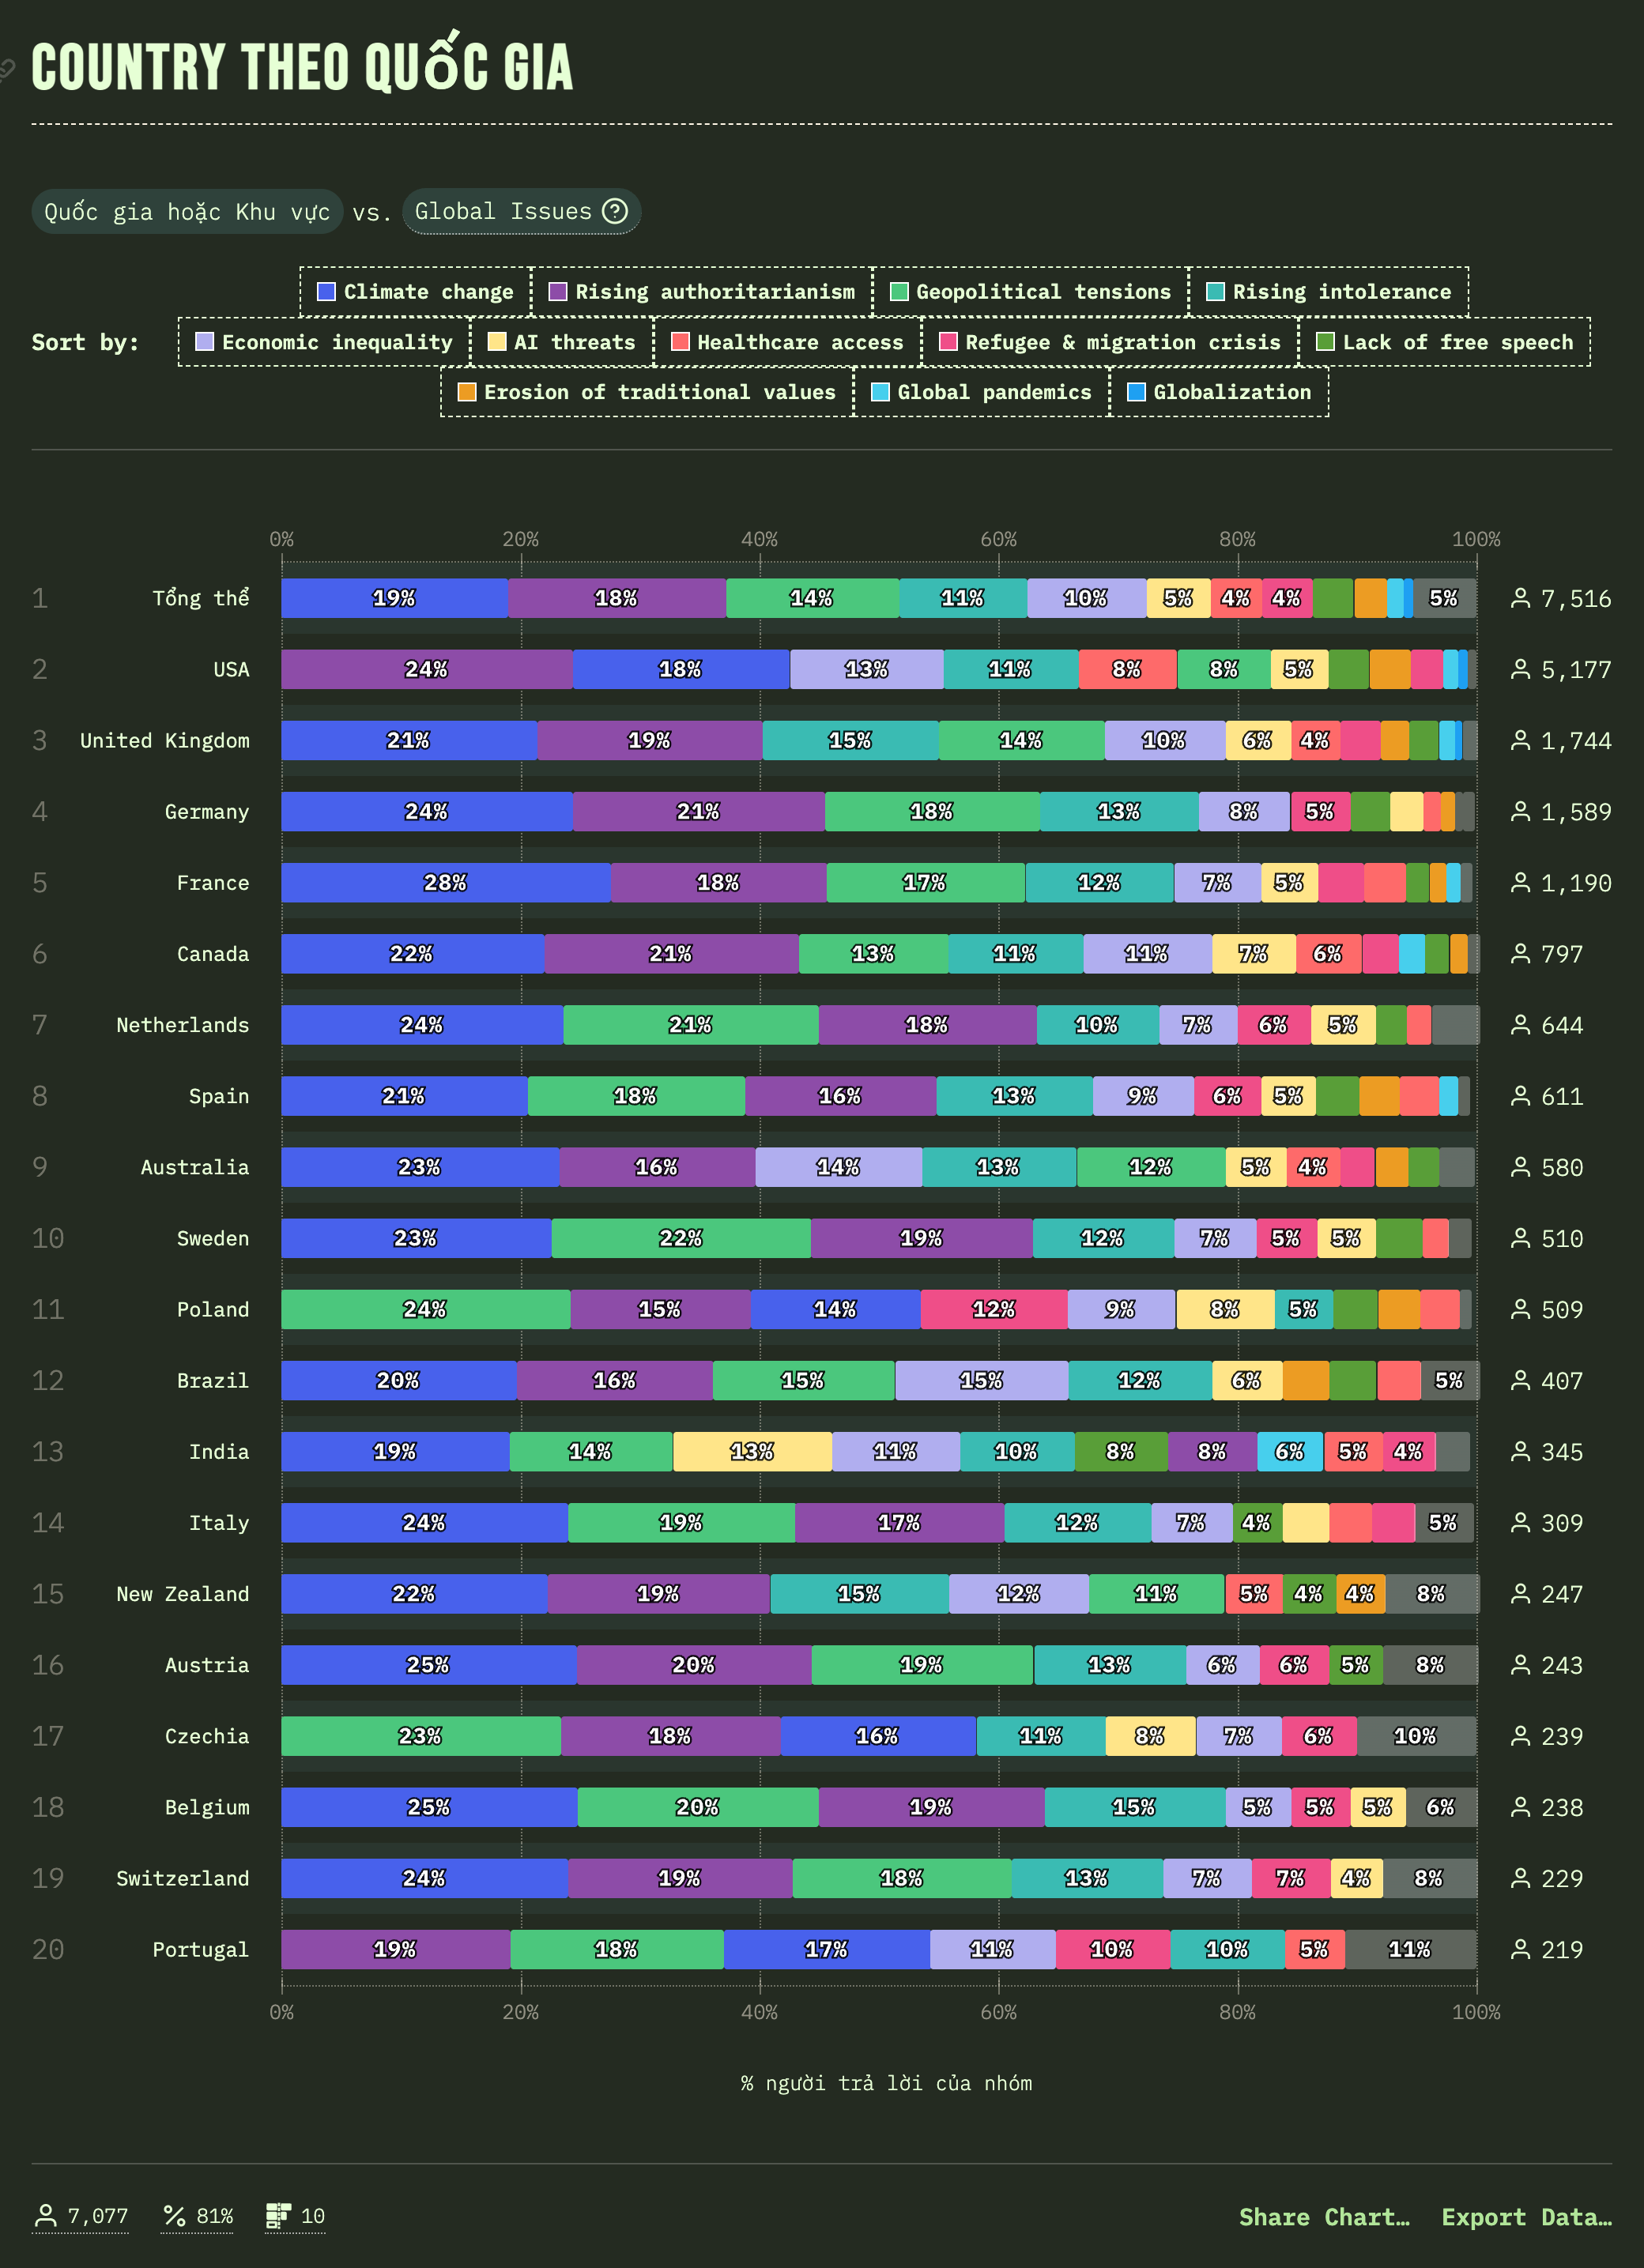 COUNTRY THEO QUỐC GIA
Quốc gia hoặc Khu vực vs. Global Issues ?
Climate change Rising authoritarianism Geopolitical tensions Rising intolerance
Sort by: Economic inequality AI threats Healthcare access Refugee & migration crisis Lack of free speech
Erosion of traditional values Global pandemics Globalization
0% 20% 40% 60% 80% 100%
1 Tổng thể 19% 18% 14% 11% 10% 5% 4% 4% 5% 7,516
2 USA 24% 18% 13% 11% 8% 8% 5% 5,177
3 United Kingdom 21% 19% 15% 14% 10% 6% 4% 1,744
4 Germany 24% 21% 18% 13% 8% 5% 1,589
5 France 28% 18% 17% 12% 7% 5% 1,190
6 Canada 22% 21% 13% 11% 11% 7% 6% 797
7 Netherlands 24% 21% 18% 10% 7% 6% 5% 644
8 Spain 21% 18% 16% 13% 9% 6% 5% 611
9 Australia 23% 16% 14% 13% 12% 5% 4% 580
10 Sweden 23% 22% 19% 12% 7% 5% 5% 510
11 Poland 24% 15% 14% 12% 9% 8% 5% 509
12 Brazil 20% 16% 15% 15% 12% 6% 5% 407
13 India 19% 14% 13% 11% 10% 8% 8% 6% 5% 4% 345
14 Italy 24% 19% 17% 12% 7% 4% 5% 309
15 New Zealand 22% 19% 15% 12% 11% 5% 4% 4% 8% 247
16 Austria 25% 20% 19% 13% 6% 6% 5% 8% 243
17 Czechia 23% 18% 16% 11% 8% 7% 6% 10% 239
18 Belgium 25% 20% 19% 15% 5% 5% 5% 6% 238
19 Switzerland 24% 19% 18% 13% 7% 7% 4% 8% 229
20 Portugal 19% 18% 17% 11% 10% 10% 5% 11% 219
0% 20% 40% 60% 80% 100%
% người trả lời của nhóm
7,077 81% 10 Share Chart… Export Data…